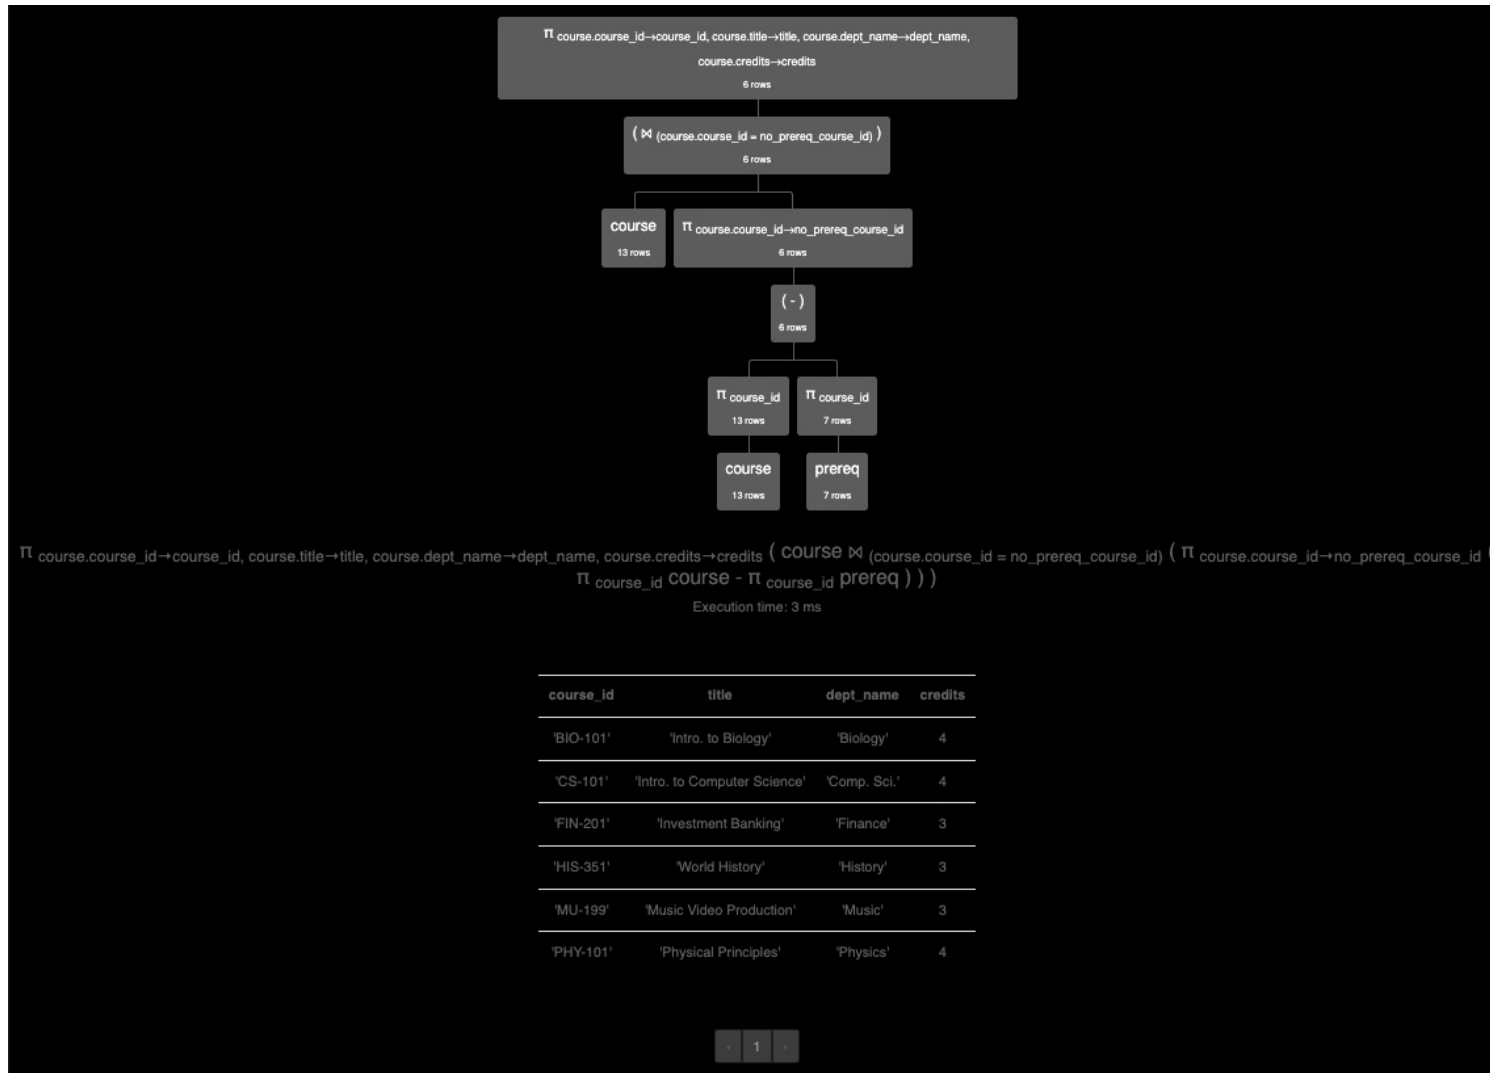 π course.course_id→course_id, course.title→title, course.dept_name→dept_name,
course.credits→credits
6 rows
( ⋈ (course.course_id = no_prereq_course_id) )
6 rows
course
13 rows
π course.course_id→no_prereq_course_id
6 rows
( - )
6 rows
π course_id
13 rows
π course_id
7 rows
course
13 rows
prereq
7 rows
π course.course_id→course_id, course.title→title, course.dept_name→dept_name, course.credits→credits ( course ⋈ (course.course_id = no_prereq_course_id) ( π course.course_id→no_prereq_course_id (
π course_id course - π course_id prereq ) ) )
Execution time: 3 ms
course_id title dept_name credits
'BIO-101' 'Intro. to Biology' 'Biology' 4
'CS-101' 'Intro. to Computer Science' 'Comp. Sci.' 4
'FIN-201' 'Investment Banking' 'Finance' 3
'HIS-351' 'World History' 'History' 3
'MU-199' 'Music Video Production' 'Music' 3
'PHY-101' 'Physical Principles' 'Physics' 4
‹ 1 ›